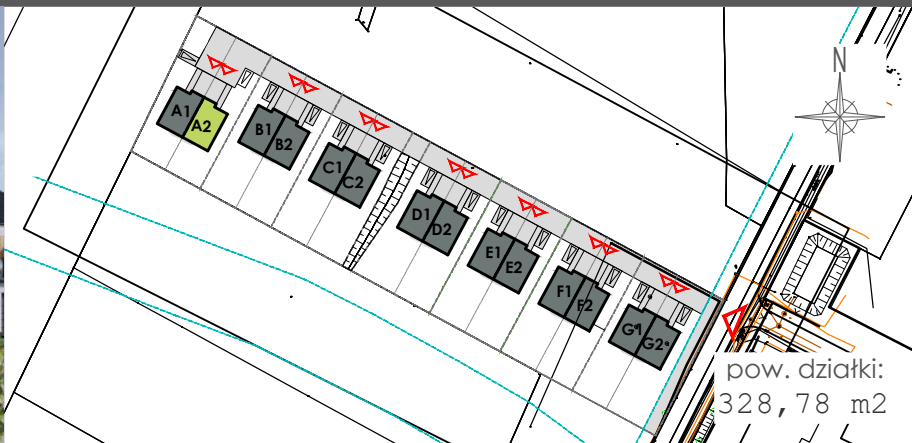 N
A1 A2
B1 B2
C1 C2
D1 D2
E1 E2
F1 F2
G1 G2
pow. działki:
328,78 m2